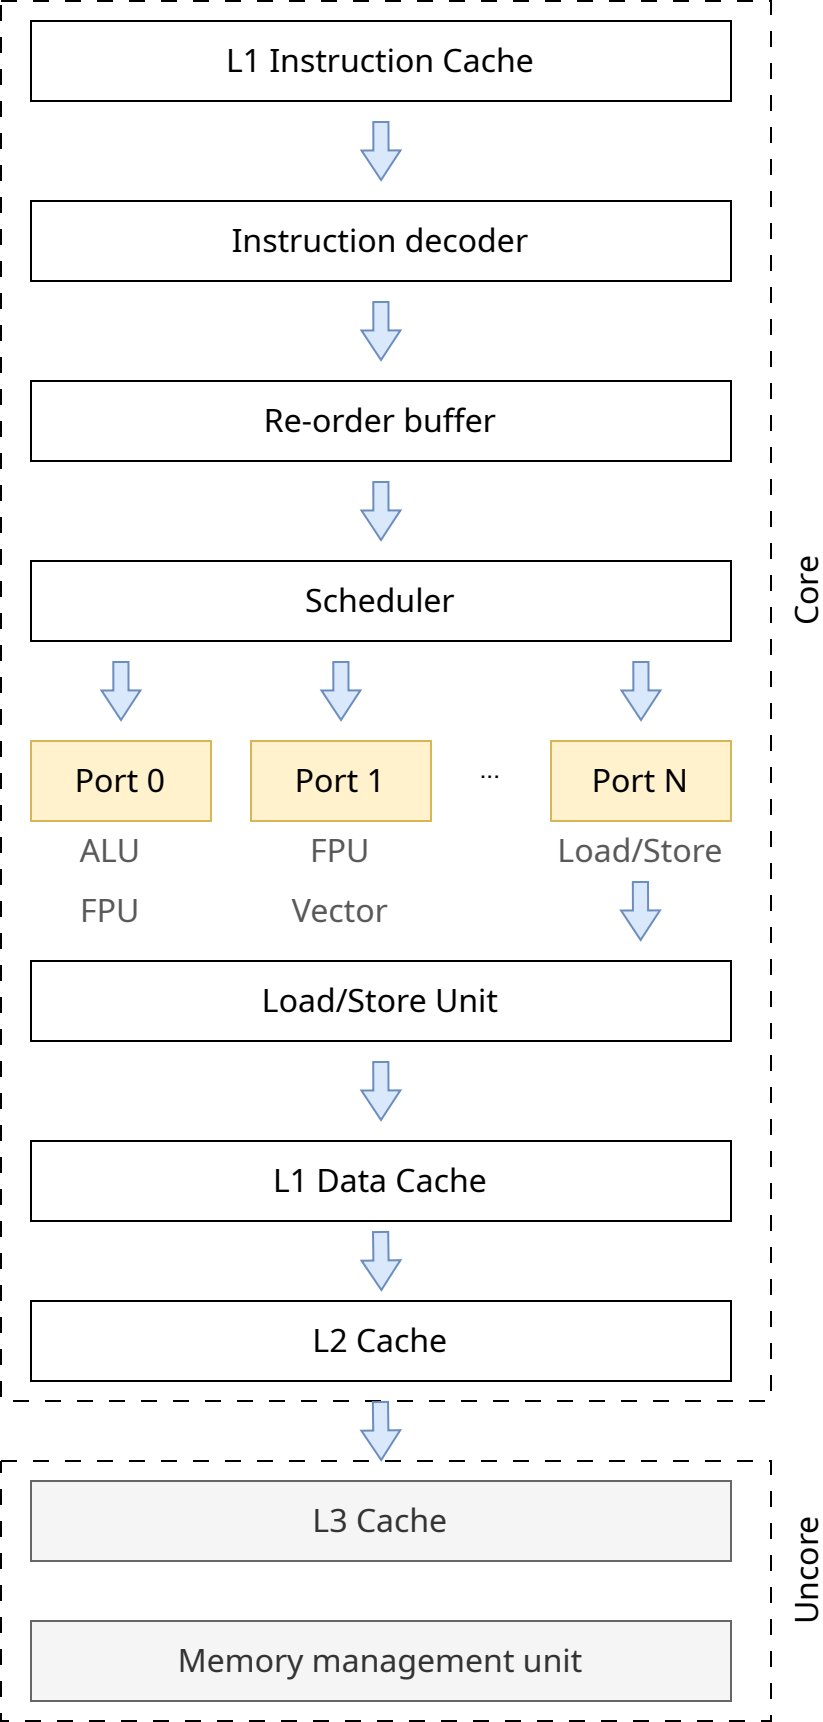 L1 Instruction Cache
Instruction decoder
Re-order buffer
Scheduler
Core
Port 0
Port 1
...
Port N
ALU
FPU
Load/Store
FPU
Vector
Load/Store Unit
L1 Data Cache
L2 Cache
L3 Cache
Uncore
Memory management unit